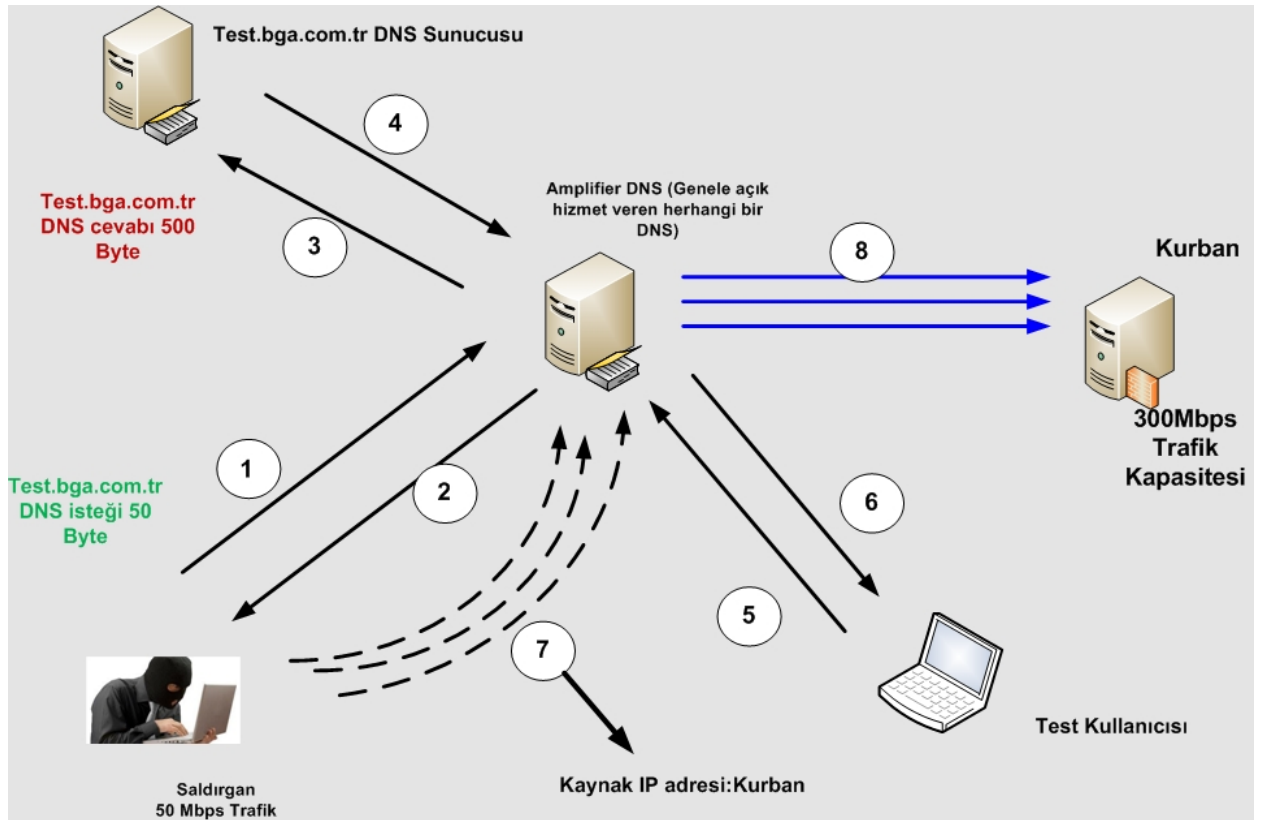 Test.bga.com.tr DNS Sunucusu
4
Test.bga.com.tr
DNS cevabı 500
Byte
3
Amplifier DNS (Genele açık
hizmet veren herhangi bir
DNS)
8
Kurban
300Mbps
Trafik
Kapasitesi
1
2
Test.bga.com.tr
DNS isteği 50
Byte
6
5
7
Test Kullanıcısı
Kaynak IP adresi:Kurban
Saldırgan
50 Mbps Trafik